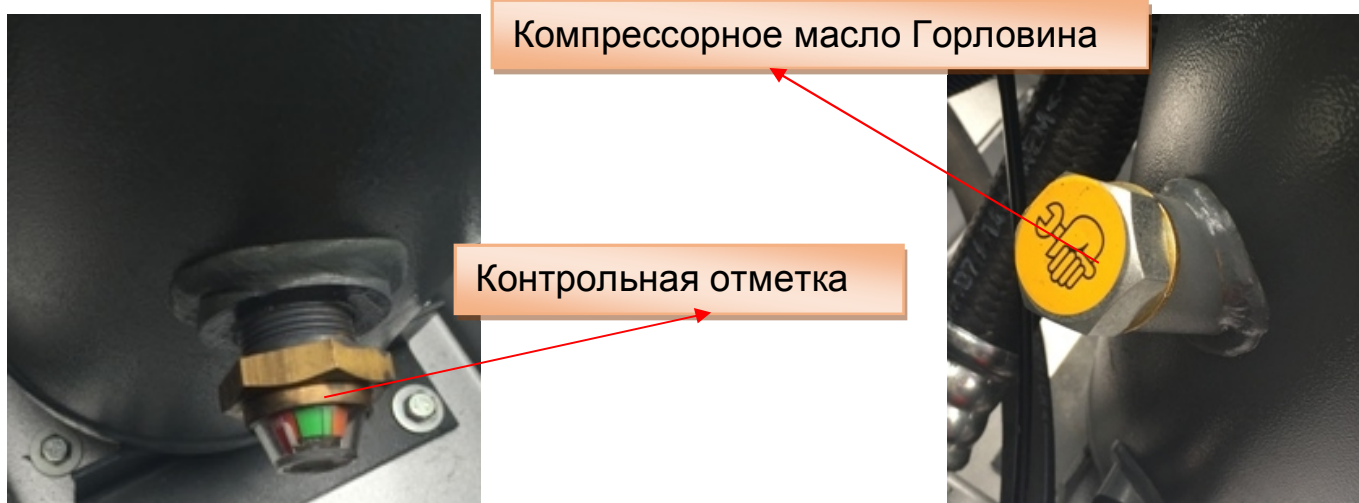 Компрессорное масло Горловина
Контрольная отметка